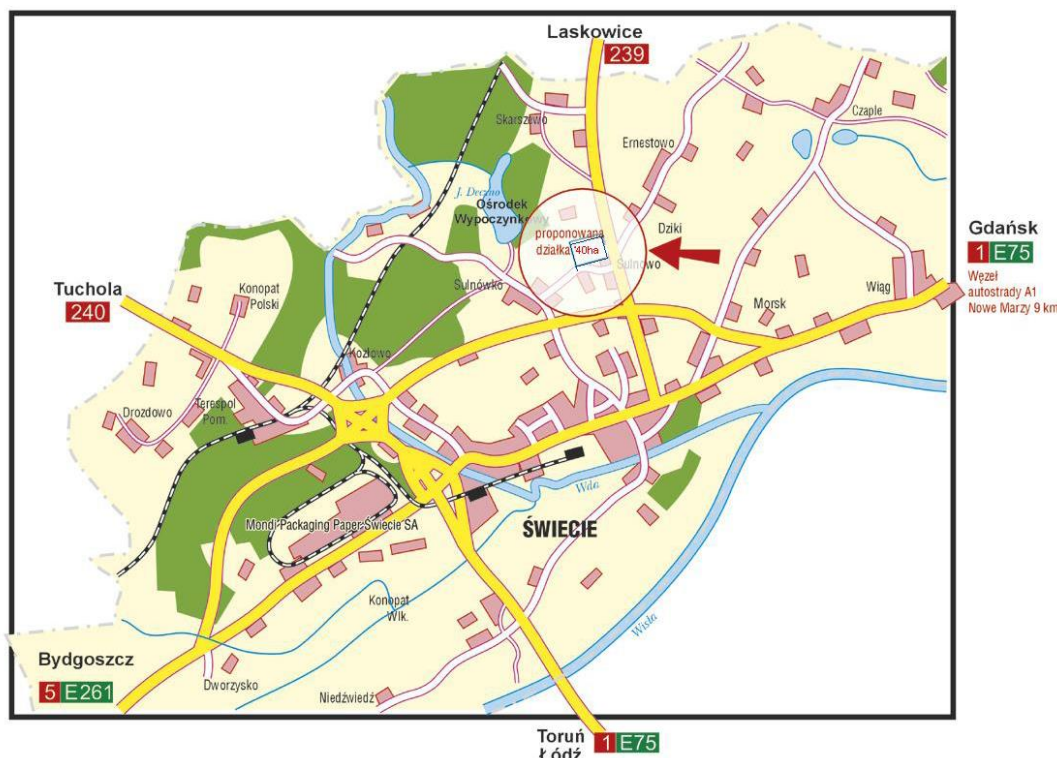 Laskowice
239
Skarszewo
Czaple
Ernestowo
J. Deczno
Ośrodek
Wypoczynkowy
proponowana
działka 40ha
Dziki
Sulnowo
Gdańsk
1 E75
Węzeł
autostrady A1
Nowe Marzy 9 km
Tuchola
240
Konopat
Polski
Sulnówko
Morsk
Wiąg
Kozłowo
Drozdowo
Terespol
Pom.
Wda
Mondi Packaging Paper Świecie SA
ŚWIECIE
Konopat
Wlk.
Wisła
Bydgoszcz
5 E261
Dworzysko
Niedźwiedź
Toruń
Łódź
1 E75